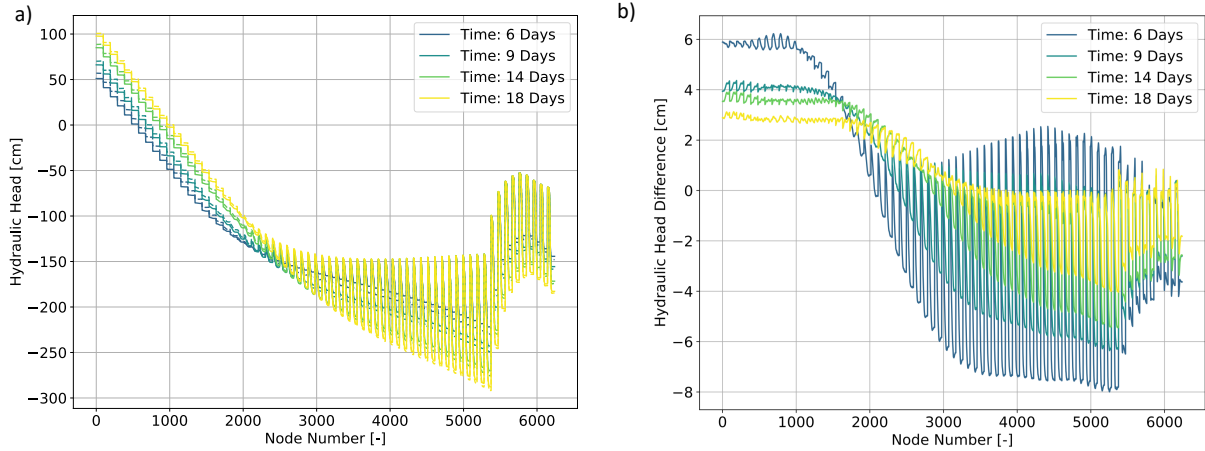 a)
100
50
0
−50
−100
−150
−200
−250
−300
Hydraulic Head [cm]
0 1000 2000 3000 4000 5000 6000
Node Number [-]
Time: 6 Days
Time: 9 Days
Time: 14 Days
Time: 18 Days
b)
6
4
2
0
−2
−4
−6
−8
Hydraulic Head Difference [cm]
0 1000 2000 3000 4000 5000 6000
Node Number [-]
Time: 6 Days
Time: 9 Days
Time: 14 Days
Time: 18 Days